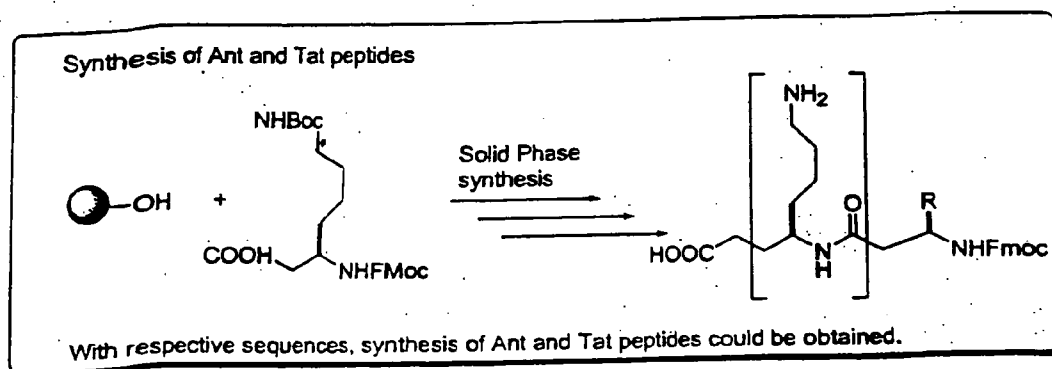 Synthesis of Ant and Tat peptides
NHBoc
NH2
Solid Phase
synthesis
OH
+
O
R
COOH
NHFMoc
HOOC
N
H
NHFmoc
With respective sequences, synthesis of Ant and Tat peptides could be obtained.